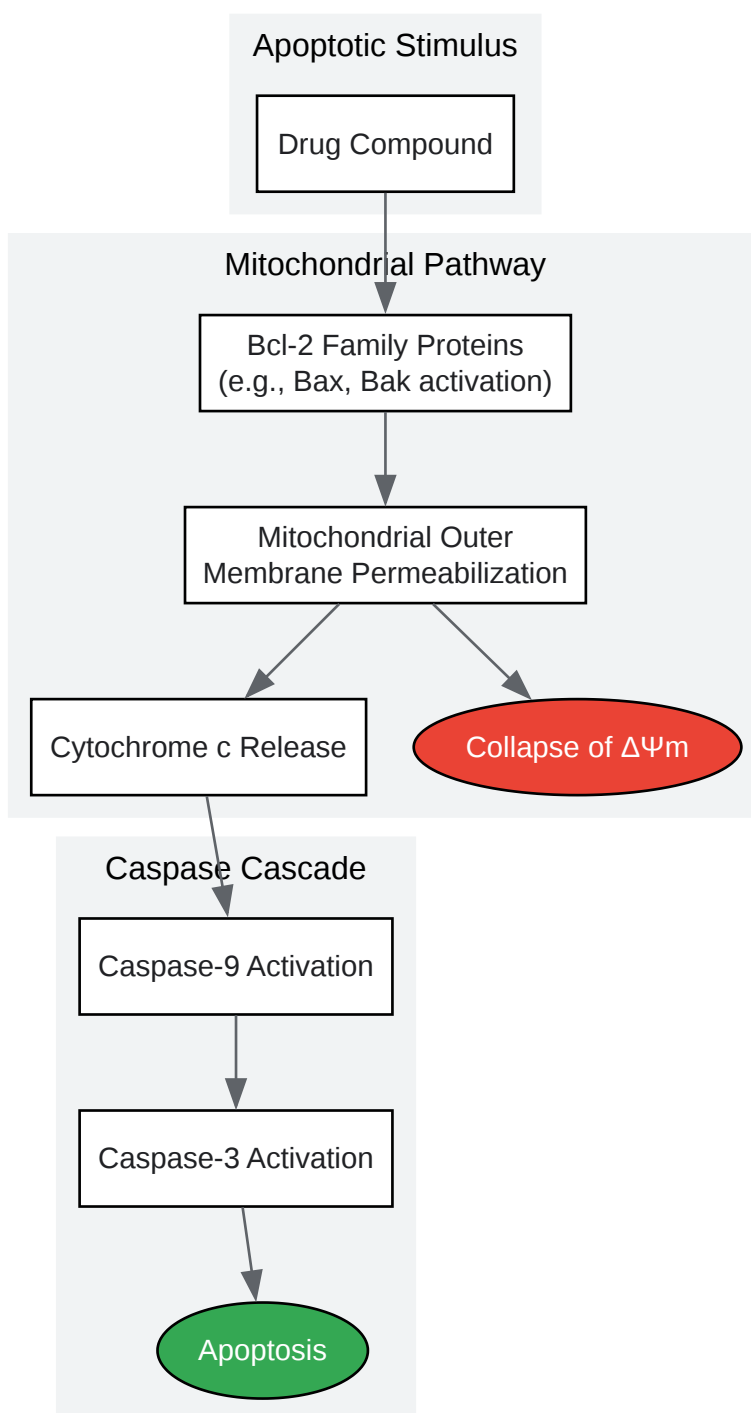 Apoptotic Stimulus
Drug Compound
Mitochondrial Pathway
Bcl-2 Family Proteins
(e.g., Bax, Bak activation)
Mitochondrial Outer
Membrane Permeabilization
Cytochrome c Release
Collapse of ΔΨm
Caspase Cascade
Caspase-9 Activation
Caspase-3 Activation
Apoptosis